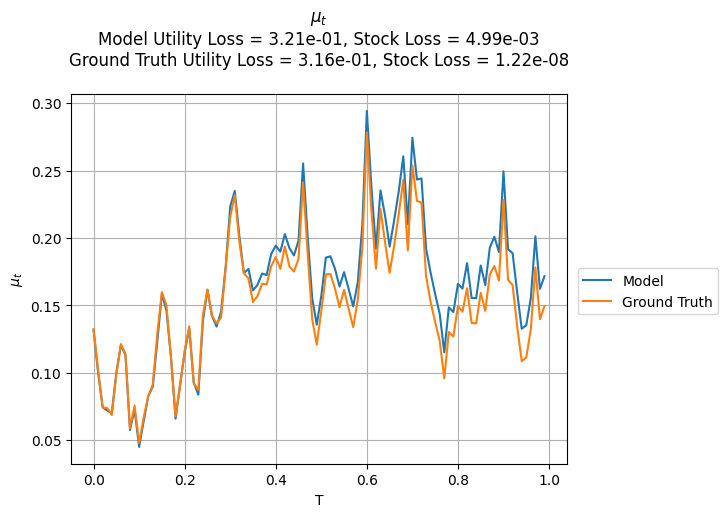 μₜ
Model Utility Loss = 3.21e-01, Stock Loss = 4.99e-03
Ground Truth Utility Loss = 3.16e-01, Stock Loss = 1.22e-08
0.30
0.25
0.20
0.15
0.10
0.05
μₜ
0.0
0.2
0.4
0.6
0.8
1.0
T
Model
Ground Truth